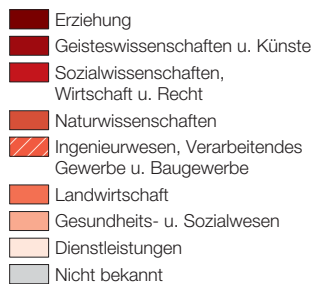 Erziehung
Geisteswissenschaften u. Künste
Sozialwissenschaften,
Wirtschaft u. Recht
Naturwissenschaften
Ingenieurwesen, Verarbeitendes
Gewerbe u. Baugewerbe
Landwirtschaft
Gesundheits- u. Sozialwesen
Dienstleistungen
Nicht bekannt